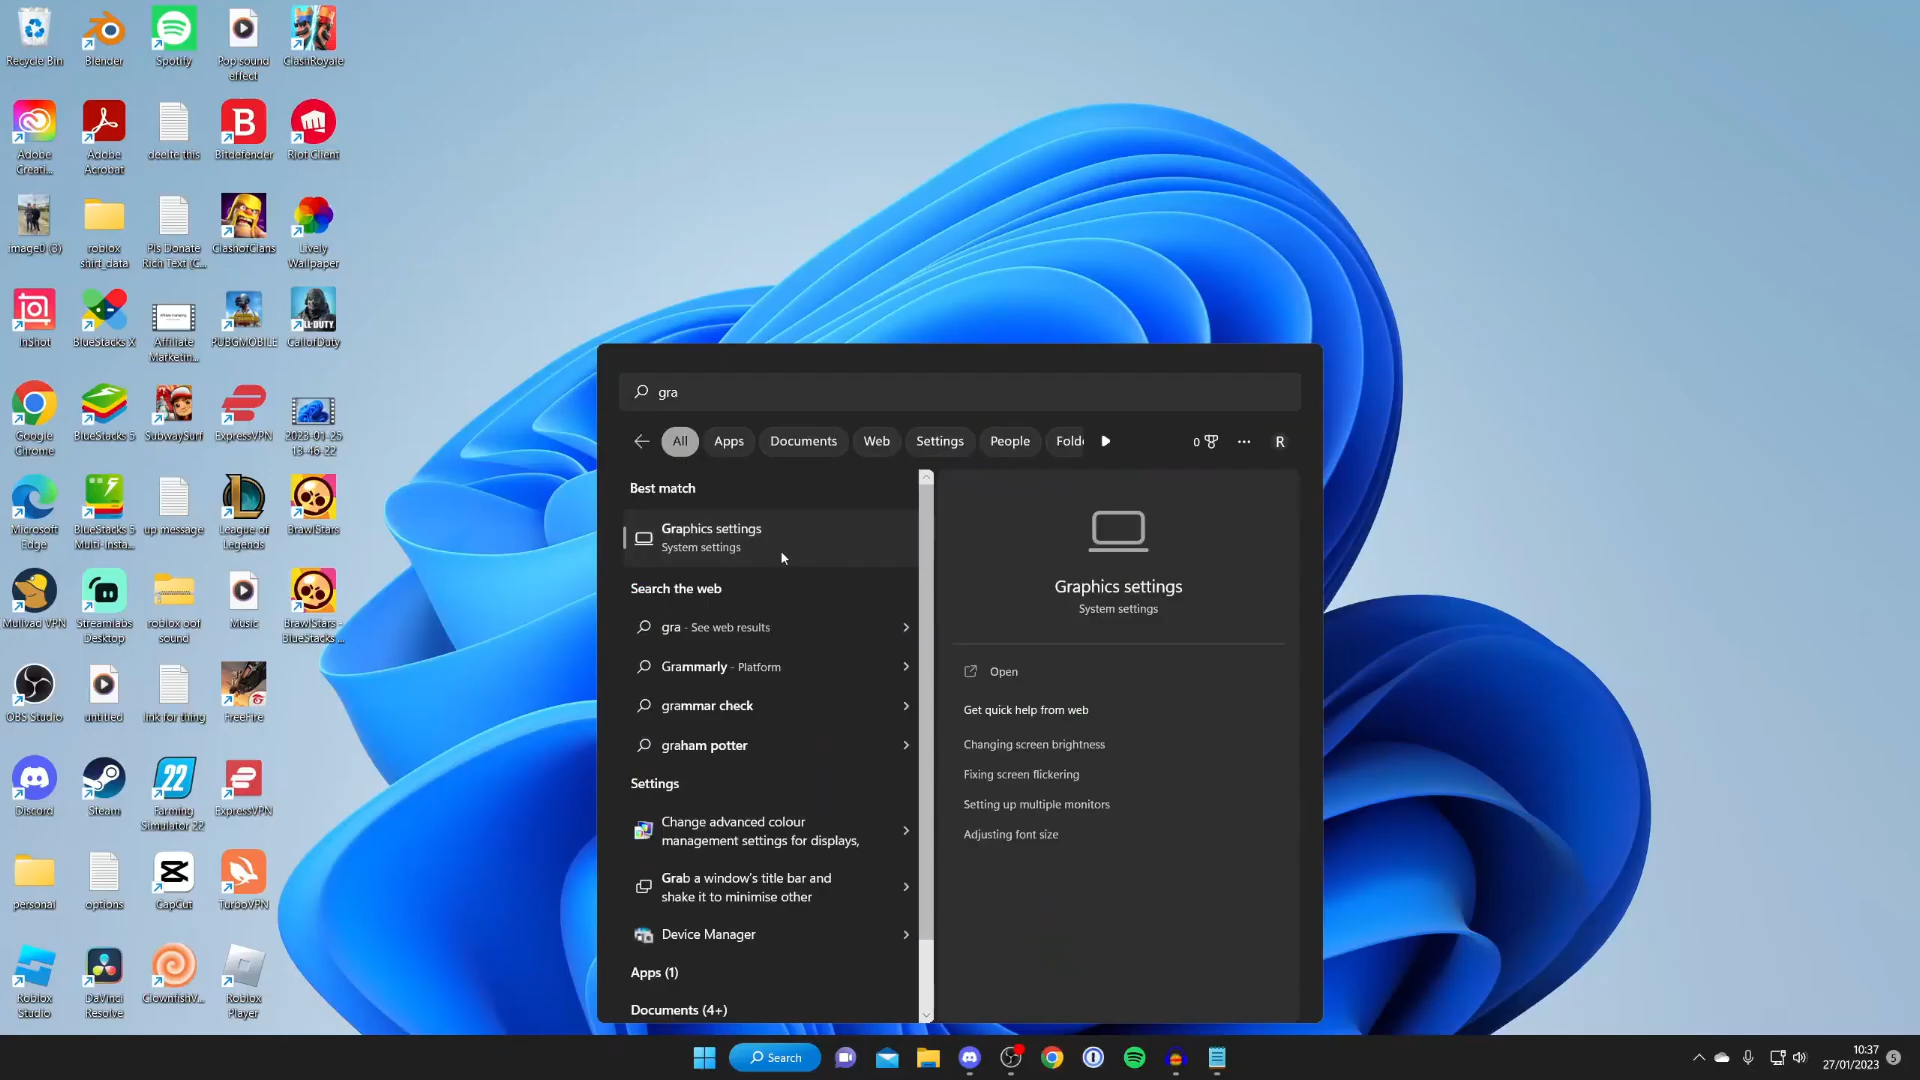 Recycle Bin
Blender
Spotify
Pop sound
effect
ClashRoyale
Adobe
Creati...
Adobe
Acrobat
deelte this
Bitdefender
Riot Client
image0 (3)
roblox
shirt_data
Pls Donate
Rich Text (C...
ClashofClans
Lively
Wallpaper
InShot
BlueStacks X
Affiliate
Marketin...
PUBGMOBILE
CallofDuty
Google
Chrome
BlueStacks 5
SubwaySurf
ExpressVPN
2023-01-25
13-46-22
Microsoft
Edge
BlueStacks 5
Multi-Insta...
up message
League of
Legends
BrawlStars
Mullvad VPN
Streamlabs
Desktop
roblox oof
sound
Music
BrawlStars -
BlueStacks ...
OBS Studio
untitled
link for thing
FreeFire
Discord
Steam
Farming
Simulator 22
ExpressVPN
personal
options
CapCut
TurboVPN
Roblox
Studio
DaVinci
Resolve
ClownfishV...
Roblox
Player
gra
All
Apps
Documents
Web
Settings
People
Folde
0
R
Best match
Graphics settings
System settings
Search the web
gra - See web results
Grammarly - Platform
grammar check
graham potter
Settings
Change advanced colour
management settings for displays,
Grab a window's title bar and
shake it to minimise other
Device Manager
Apps (1)
Documents (4+)
Graphics settings
System settings
Open
Get quick help from web
Changing screen brightness
Fixing screen flickering
Setting up multiple monitors
Adjusting font size
Search
10:37
27/01/2023
5